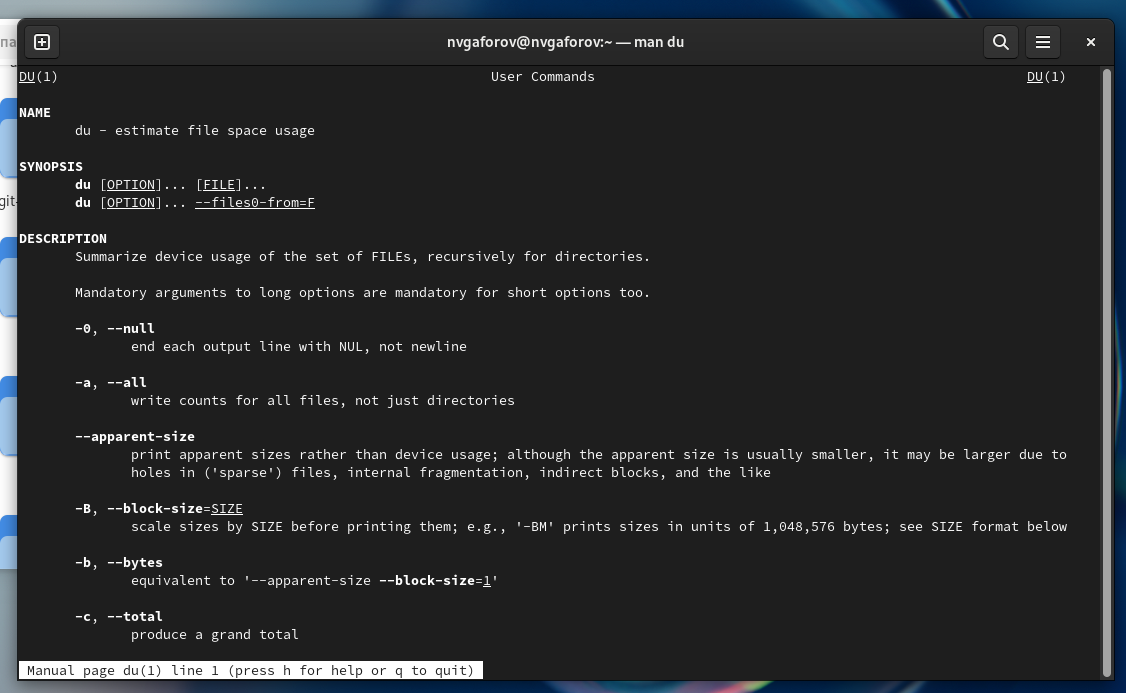 nvgaforov@nvgaforov:~ — man du
DU(1) User Commands DU(1)
NAME
du - estimate file space usage
SYNOPSIS
du [OPTION]... [FILE]...
du [OPTION]... --files0-from=F
DESCRIPTION
Summarize device usage of the set of FILEs, recursively for directories.
Mandatory arguments to long options are mandatory for short options too.
-0, --null
end each output line with NUL, not newline
-a, --all
write counts for all files, not just directories
--apparent-size
print apparent sizes rather than device usage; although the apparent size is usually smaller, it may be larger due to
holes in ('sparse') files, internal fragmentation, indirect blocks, and the like
-B, --block-size=SIZE
scale sizes by SIZE before printing them; e.g., '-BM' prints sizes in units of 1,048,576 bytes; see SIZE format below
-b, --bytes
equivalent to '--apparent-size --block-size=1'
-c, --total
produce a grand total
Manual page du(1) line 1 (press h for help or q to quit)
git-